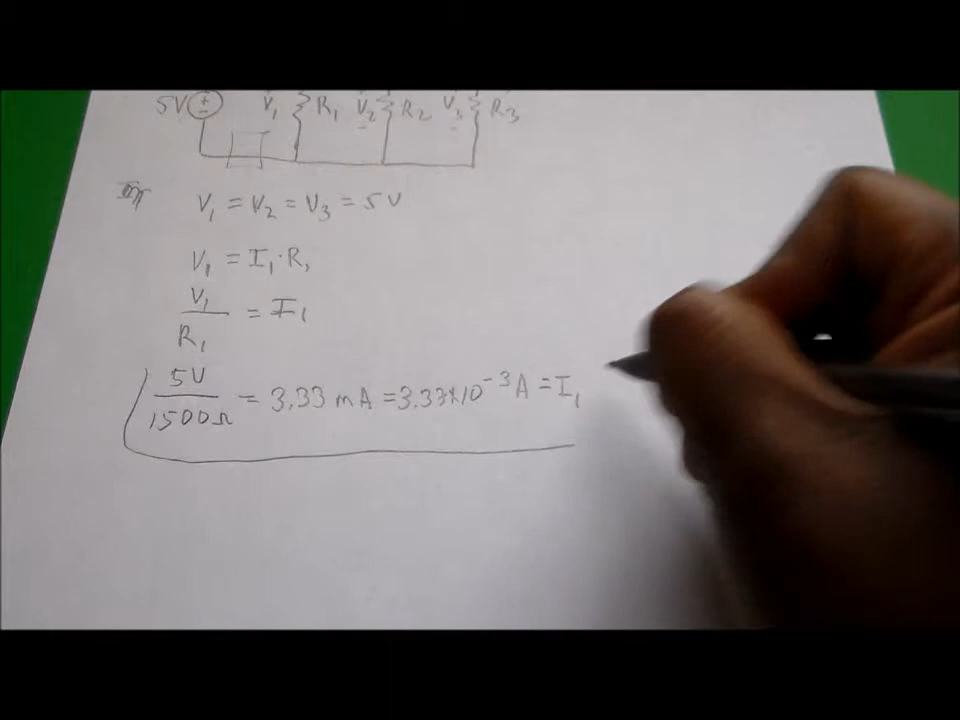 5V V₁ R₁ V₂ R₂ V₃ R₃
V₁ = V₂ = V₃ = 5V
V₁ = I₁·R₁
V₁
R₁
= I₁
5V
1500Ω
= 3.33 mA = 3.33×10⁻³A = I₁